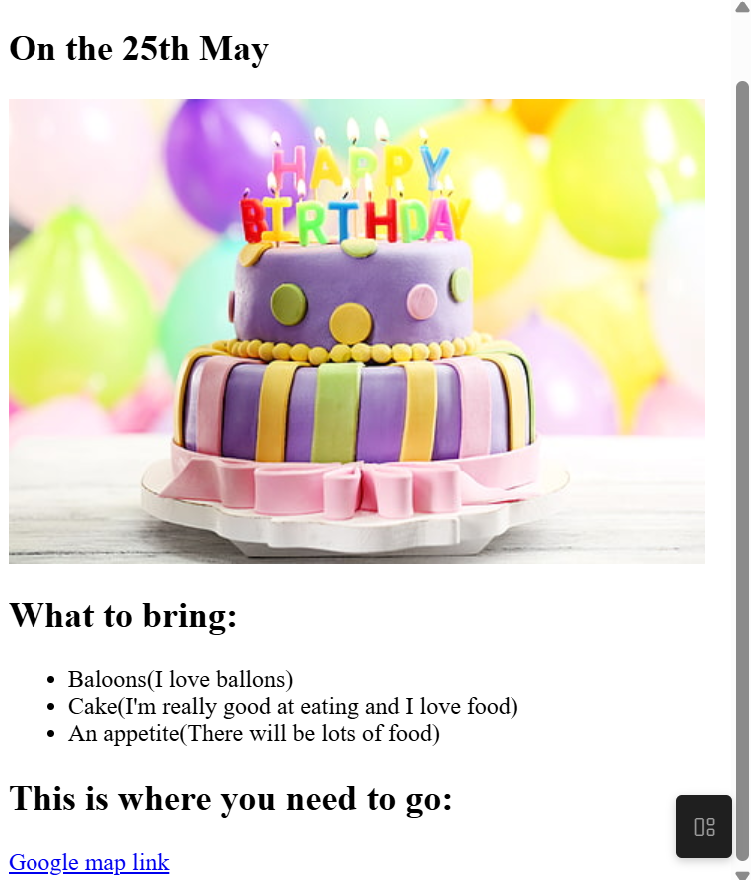 On the 25th May
HAPPY
BIRTHDAY
What to bring:
Baloons(I love ballons)
Cake(I'm really good at eating and I love food)
An appetite(There will be lots of food)
This is where you need to go:
Google map link